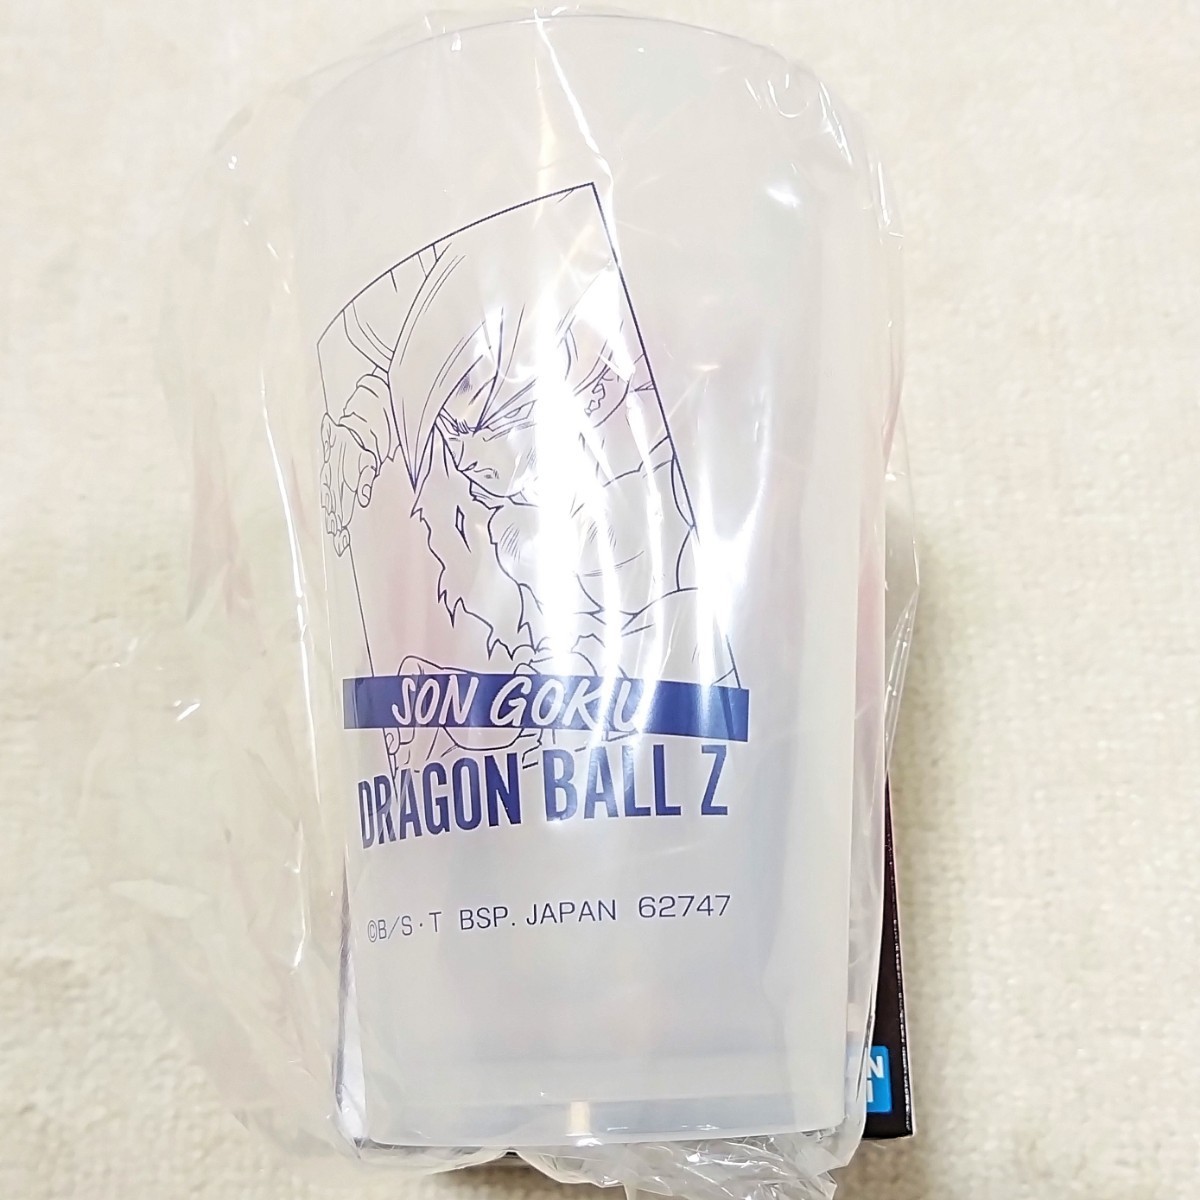 SON GOKU
DRAGON BALL Z
©B/S・T BSP. JAPAN 62747